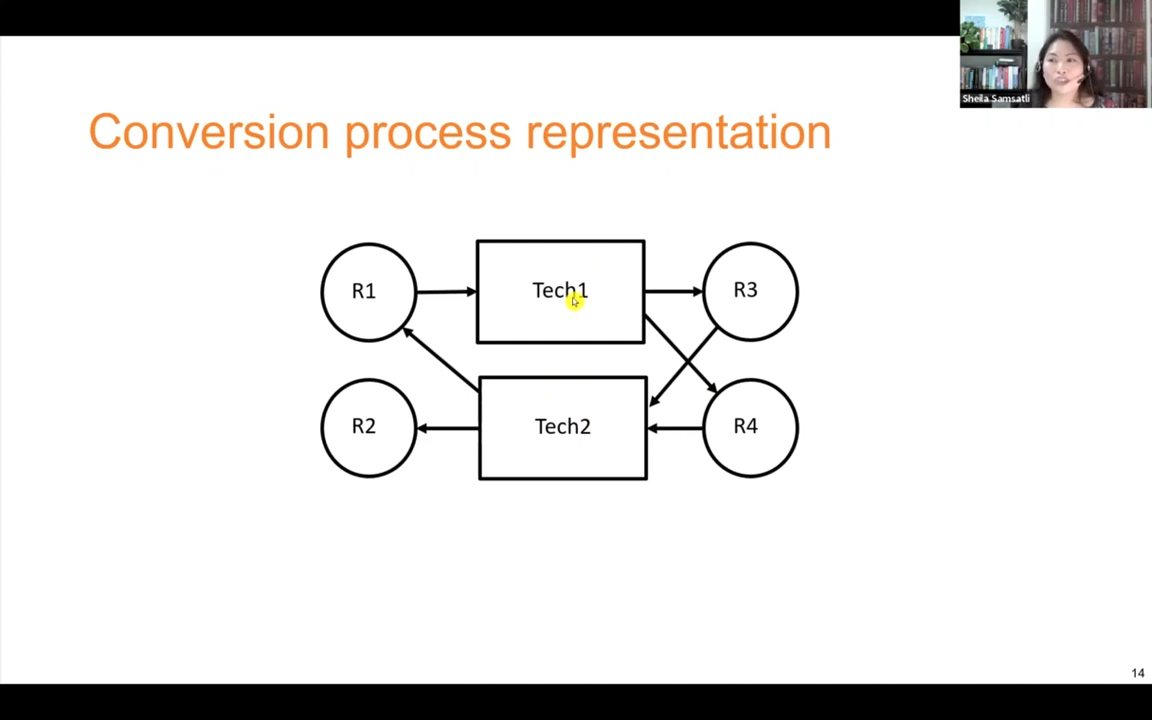 Sheila Samsatli
Conversion process representation
R1
Tech1
R3
R2
Tech2
R4
14